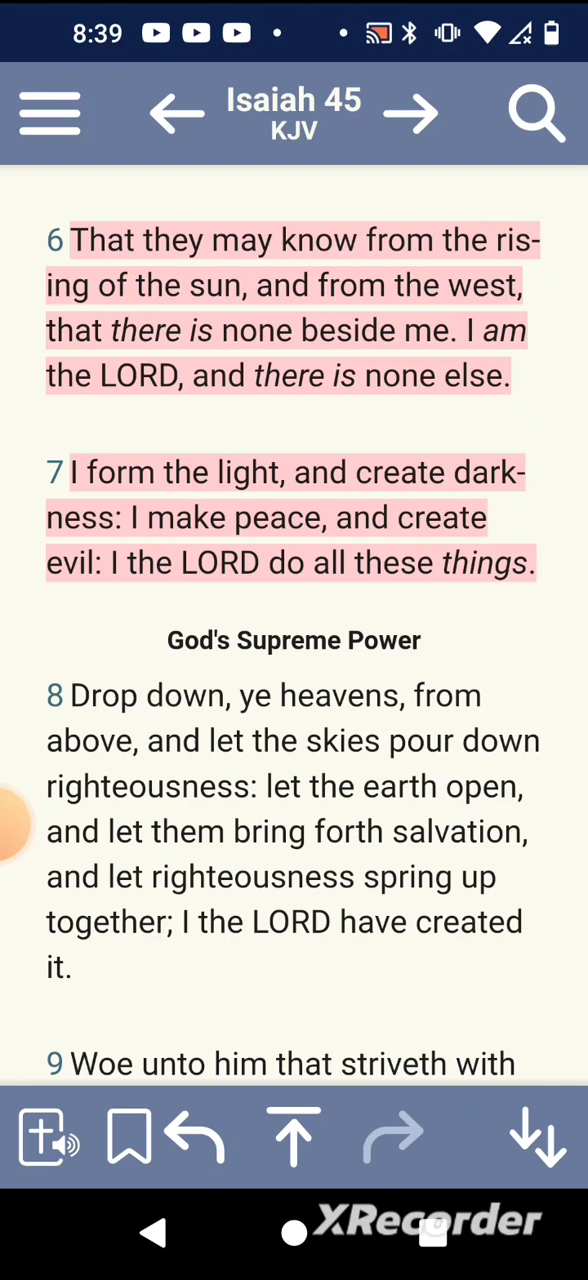 8:39
Isaiah 45
KJV
6 That they may know from the ris-
ing of the sun, and from the west,
that there is none beside me. I am
the LORD, and there is none else.
7 I form the light, and create dark-
ness: I make peace, and create
evil: I the LORD do all these things.
God's Supreme Power
8 Drop down, ye heavens, from
above, and let the skies pour down
righteousness: let the earth open,
and let them bring forth salvation,
and let righteousness spring up
together; I the LORD have created
it.
9 Woe unto him that striveth with
XRecorder